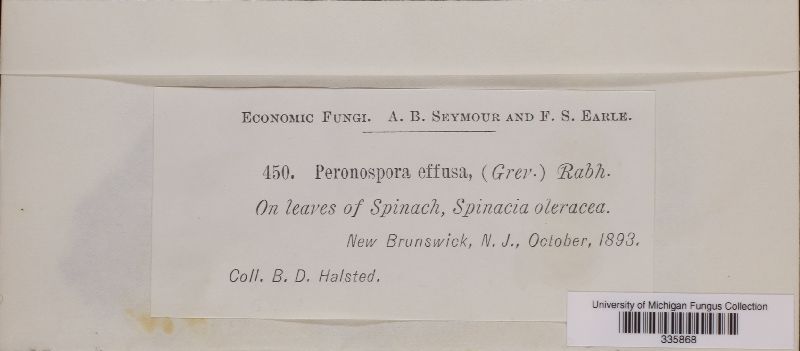 Economic Fungi. A. B. Seymour and F. S. Earle.
450. Peronospora effusa, (Grev.) Rabh.
On leaves of Spinach, Spinacia oleracea.
New Brunswick, N. J., October, 1893.
Coll. B. D. Halsted.
University of Michigan Fungus Collection
335868